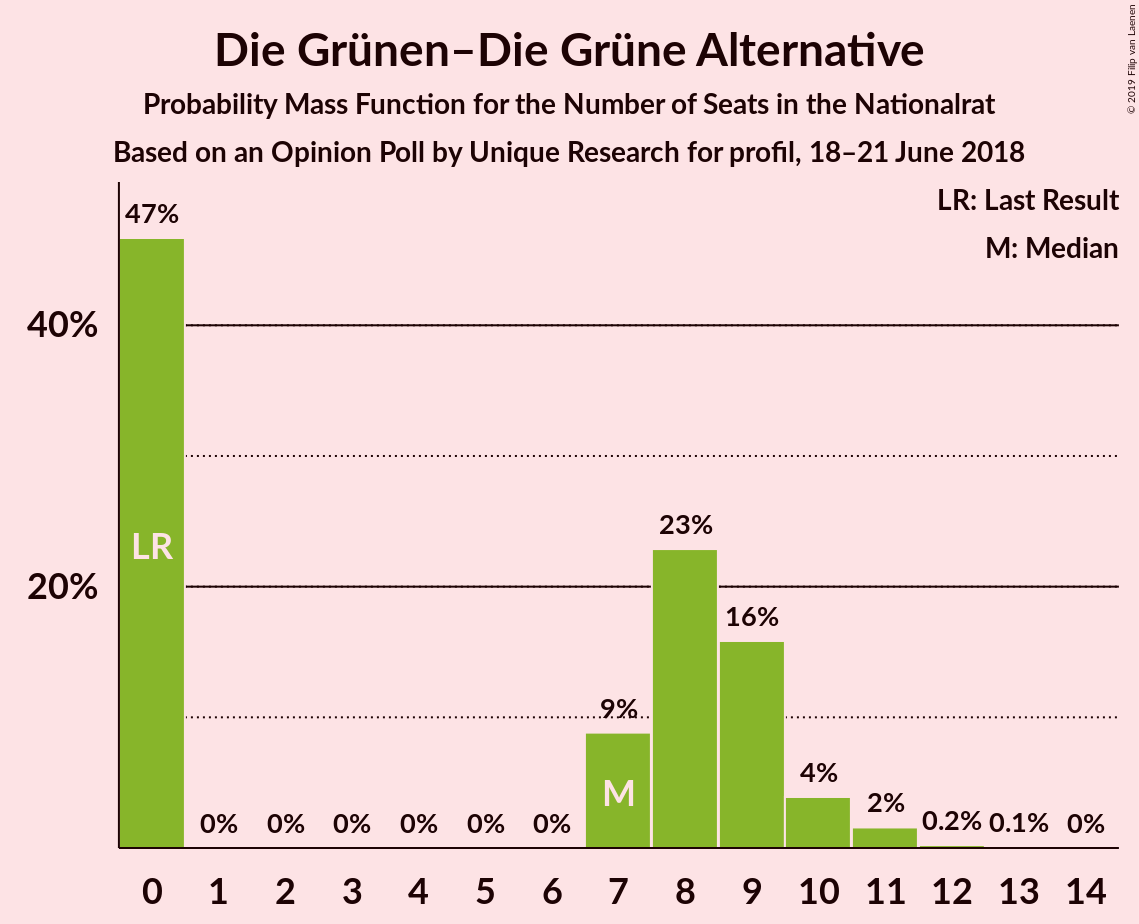 Die Grünen–Die Grüne Alternative
Probability Mass Function for the Number of Seats in the Nationalrat
Based on an Opinion Poll by Unique Research for profil, 18–21 June 2018
© 2019 Filip van Laenen
LR: Last Result
M: Median
47%
40%
LR
23%
20%
16%
9%
M
4%
2%
0% 0% 0% 0% 0% 0% 0.2% 0.1% 0%
0 1 2 3 4 5 6 7 8 9 10 11 12 13 14